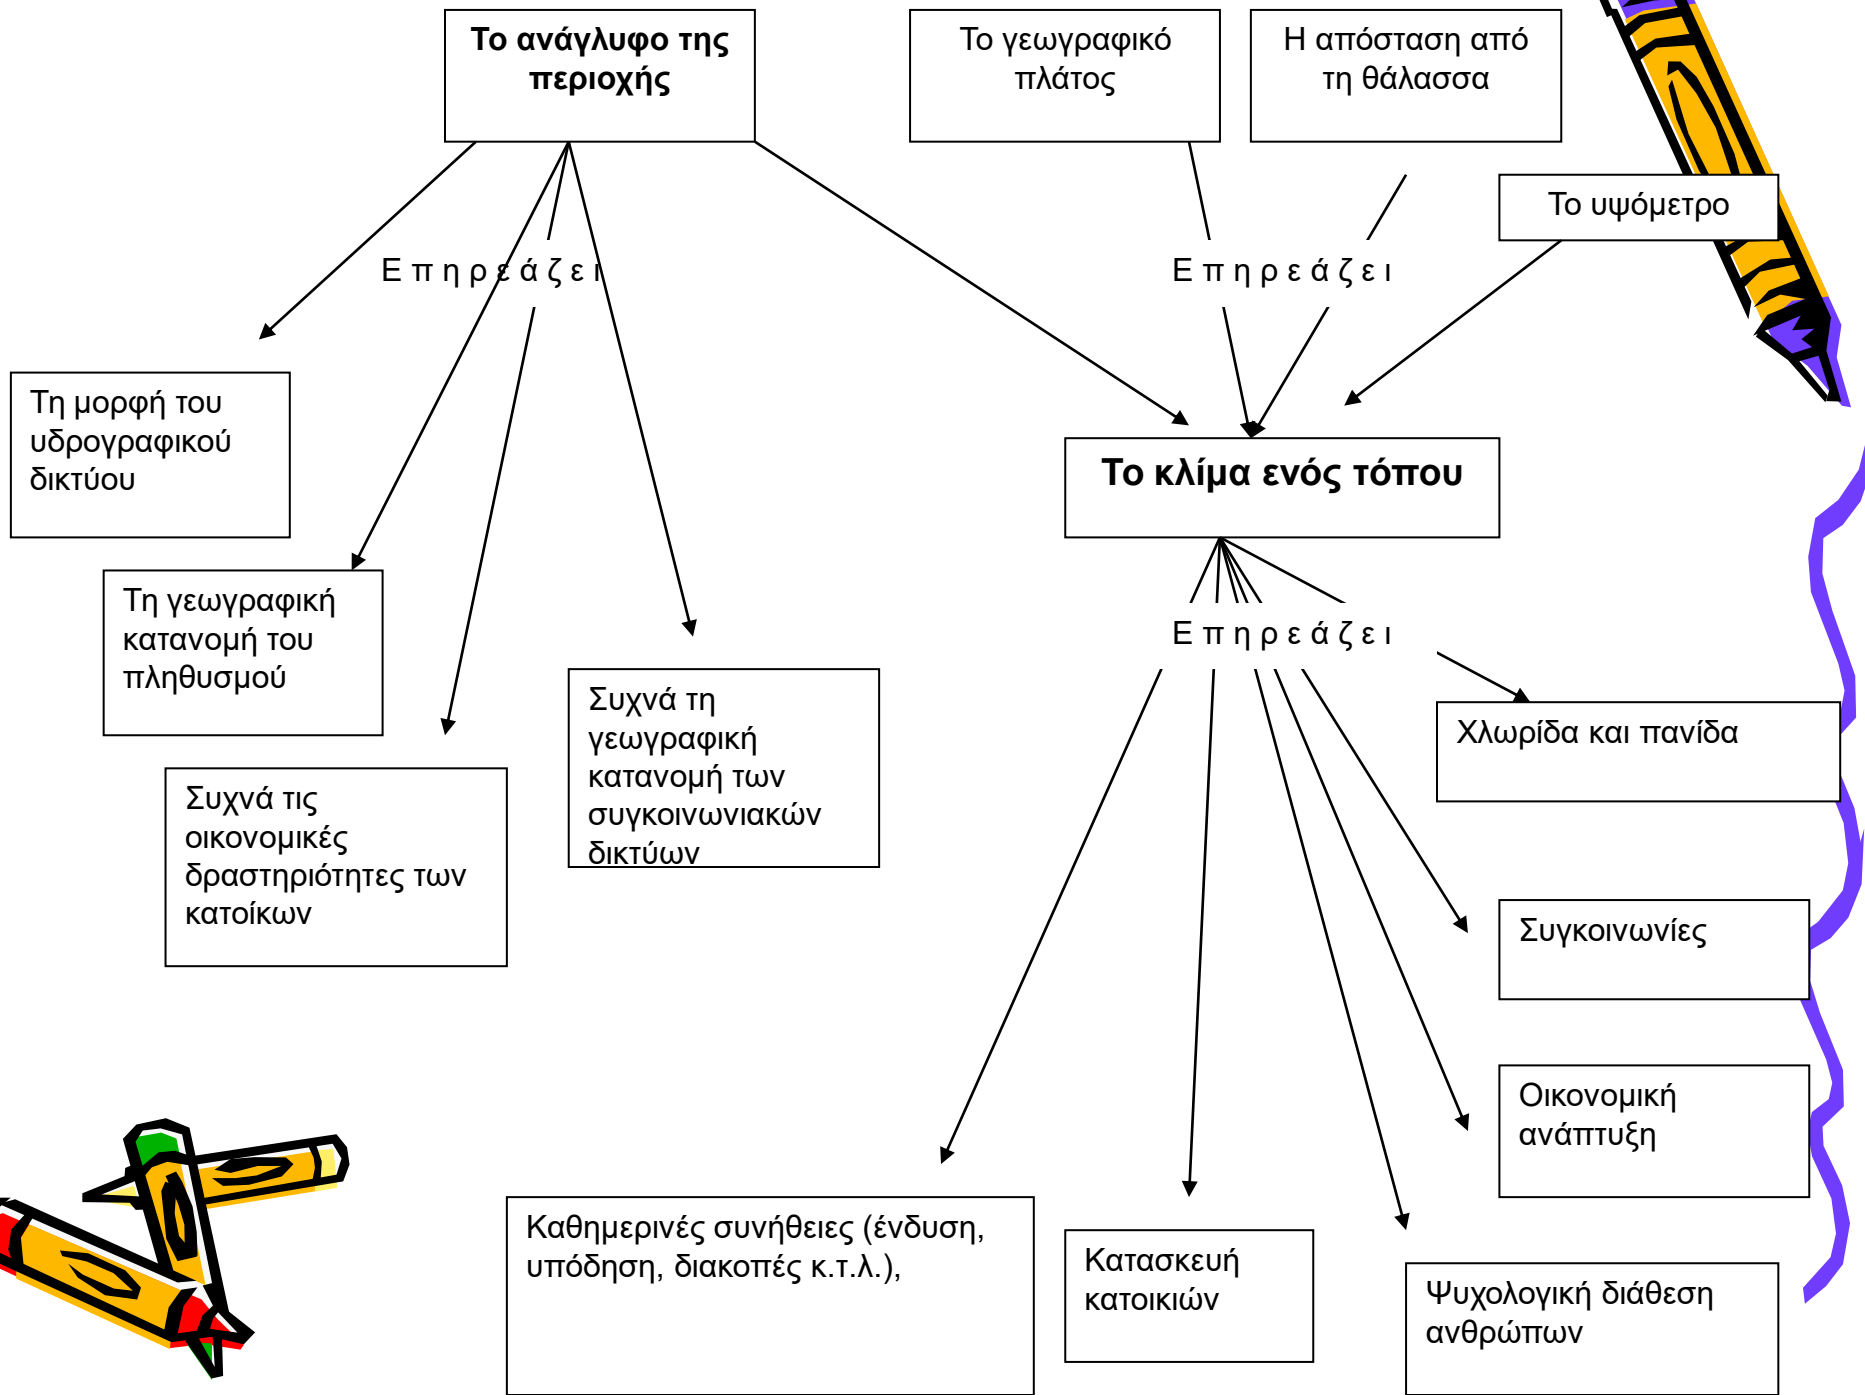 Το ανάγλυφο της
περιοχής
Το γεωγραφικό
πλάτος
Η απόσταση από
τη θάλασσα
Το υψόμετρο
Ε π η ρ ε ά ζ ε ι
Ε π η ρ ε ά ζ ε ι
Τη μορφή του
υδρογραφικού
δικτύου
Το κλίμα ενός τόπου
Τη γεωγραφική
κατανομή του
πληθυσμού
Ε π η ρ ε ά ζ ε ι
Συχνά τη
γεωγραφική
κατανομή των
συγκοινωνιακών
δικτύων
Χλωρίδα και πανίδα
Συχνά τις
οικονομικές
δραστηριότητες των
κατοίκων
Συγκοινωνίες
Οικονομική
ανάπτυξη
Καθημερινές συνήθειες (ένδυση,
υπόδηση, διακοπές κ.τ.λ.),
Κατασκευή
κατοικιών
Ψυχολογική διάθεση
ανθρώπων